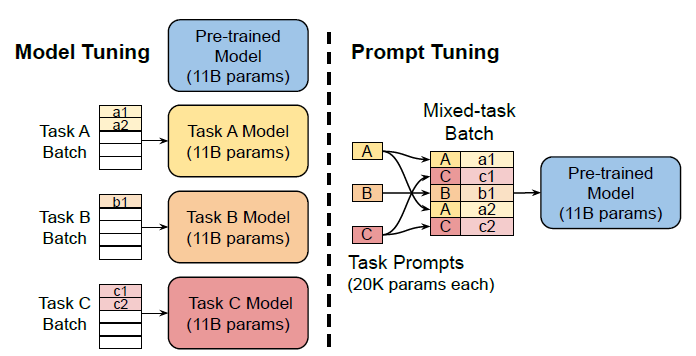 Model Tuning
Pre-trained
Model
(11B params)
Task A
Batch
a1
a2
Task A Model
(11B params)
Task B
Batch
b1
Task B Model
(11B params)
Task C
Batch
c1
c2
Task C Model
(11B params)
Prompt Tuning
Mixed-task
Batch
A
B
C
A a1
C c1
B b1
A a2
C c2
Pre-trained
Model
(11B params)
Task Prompts
(20K params each)